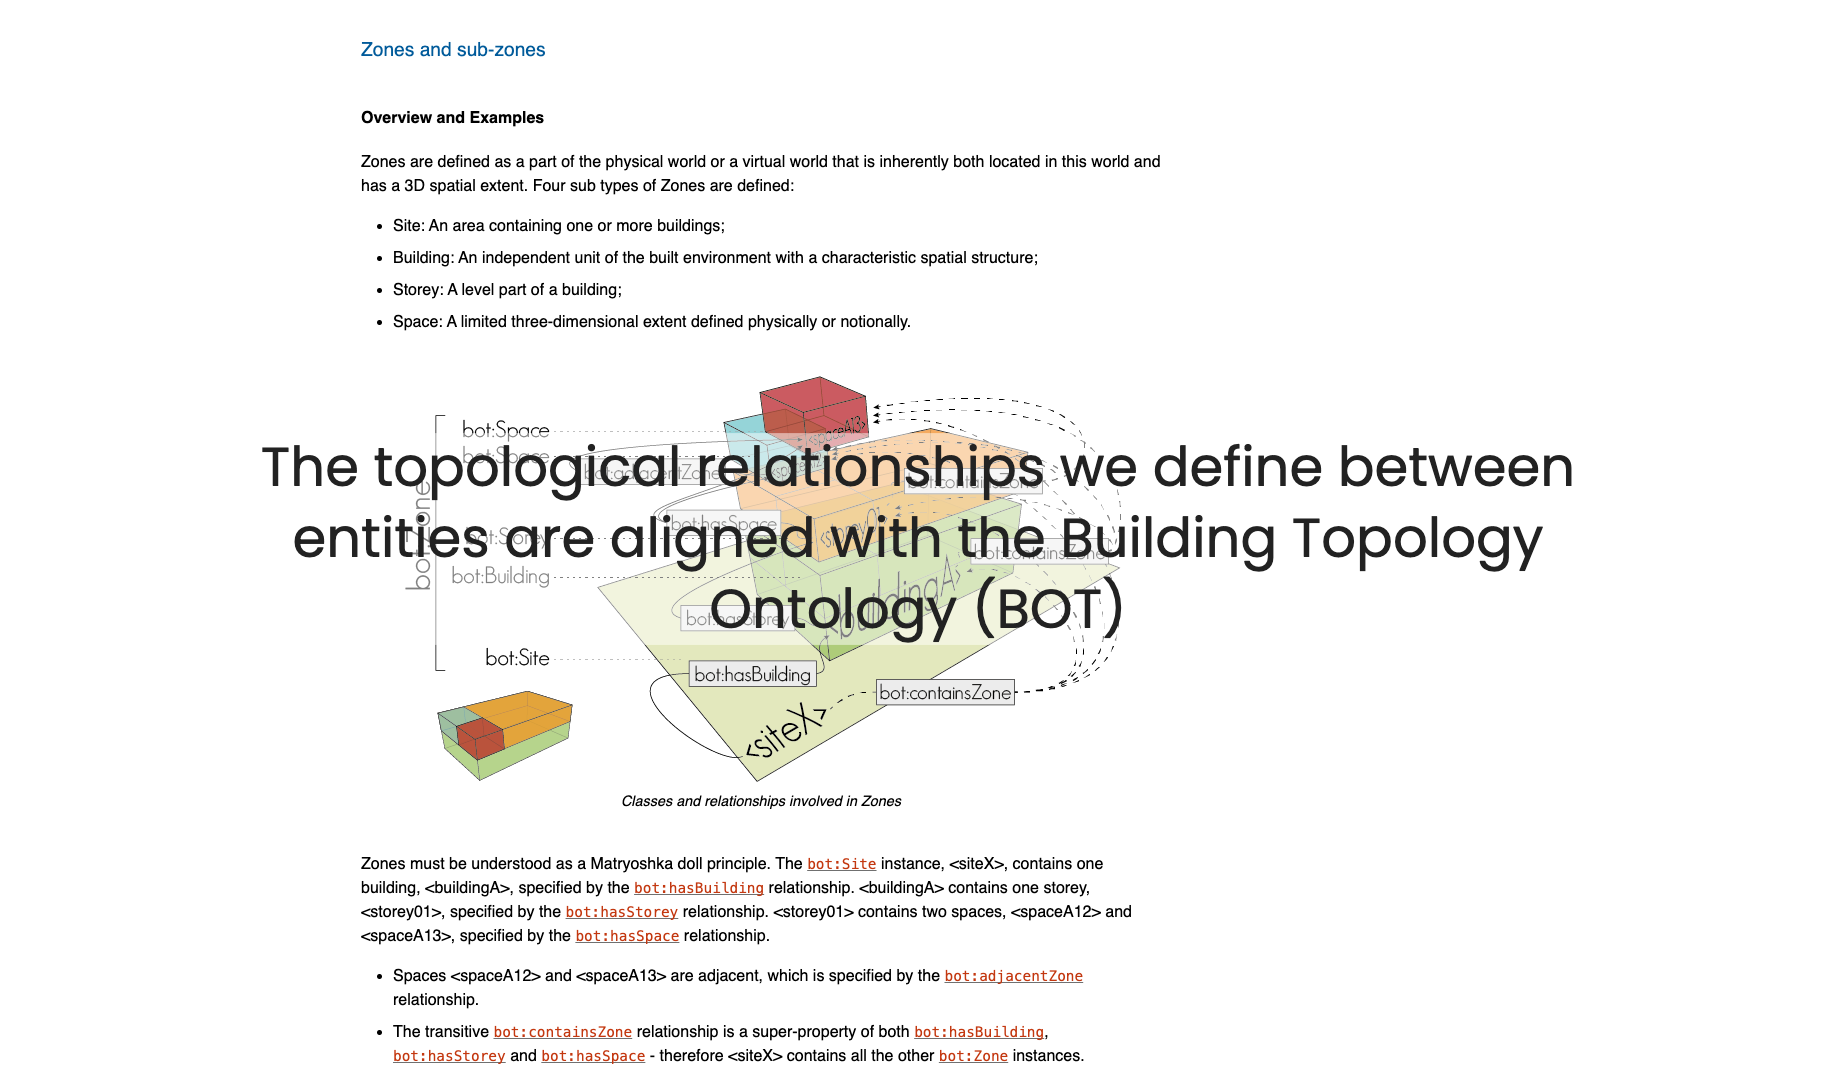 Zones and sub-zones
Overview and Examples
Zones are defined as a part of the physical world or a virtual world that is inherently both located in this world and
has a 3D spatial extent. Four sub types of Zones are defined:
• Site: An area containing one or more buildings;
• Building: An independent unit of the built environment with a characteristic spatial structure;
• Storey: A level part of a building;
• Space: A limited three-dimensional extent defined physically or notionally.
bot:Zone
bot:Space
bot:Space
bot:Storey
bot:Building
bot:Site
<spaceA13>
bot:adjacentZone
bot:containsZone
bot:hasSpace
<storey01>
bot:containsZone
bot:hasStorey
<buildingA>
bot:hasBuilding
bot:containsZone
<siteX>
The topological relationships we define between
entities are aligned with the Building Topology
Ontology (BOT)
Classes and relationships involved in Zones
Zones must be understood as a Matryoshka doll principle. The bot:Site instance, <siteX>, contains one
building, <buildingA>, specified by the bot:hasBuilding relationship. <buildingA> contains one storey,
<storey01>, specified by the bot:hasStorey relationship. <storey01> contains two spaces, <spaceA12> and
<spaceA13>, specified by the bot:hasSpace relationship.
• Spaces <spaceA12> and <spaceA13> are adjacent, which is specified by the bot:adjacentZone
relationship.
• The transitive bot:containsZone relationship is a super-property of both bot:hasBuilding,
bot:hasStorey and bot:hasSpace - therefore <siteX> contains all the other bot:Zone instances.